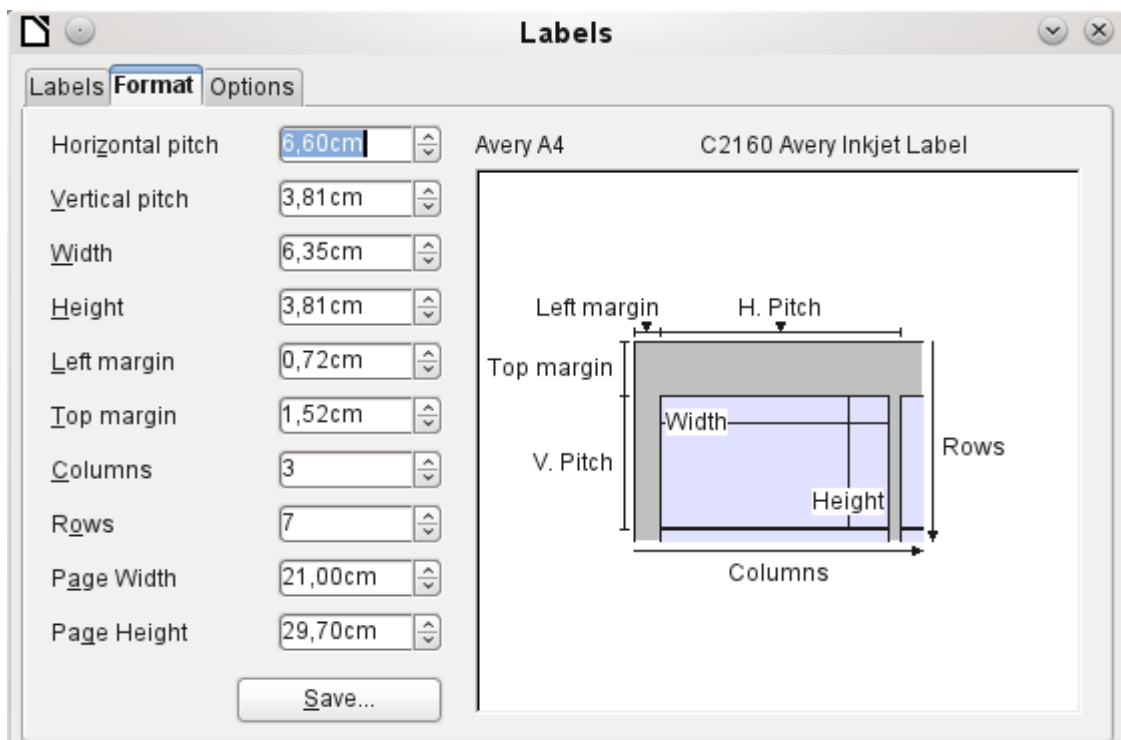 Labels
Labels Format Options
Horizontal pitch 6,60cm
Vertical pitch 3,81cm
Width 6,35cm
Height 3,81cm
Left margin 0,72cm
Top margin 1,52cm
Columns 3
Rows 7
Page Width 21,00cm
Page Height 29,70cm
Save...
Avery A4 C2160 Avery Inkjet Label
Left margin H. Pitch
Top margin
Width
V. Pitch
Rows
Height
Columns